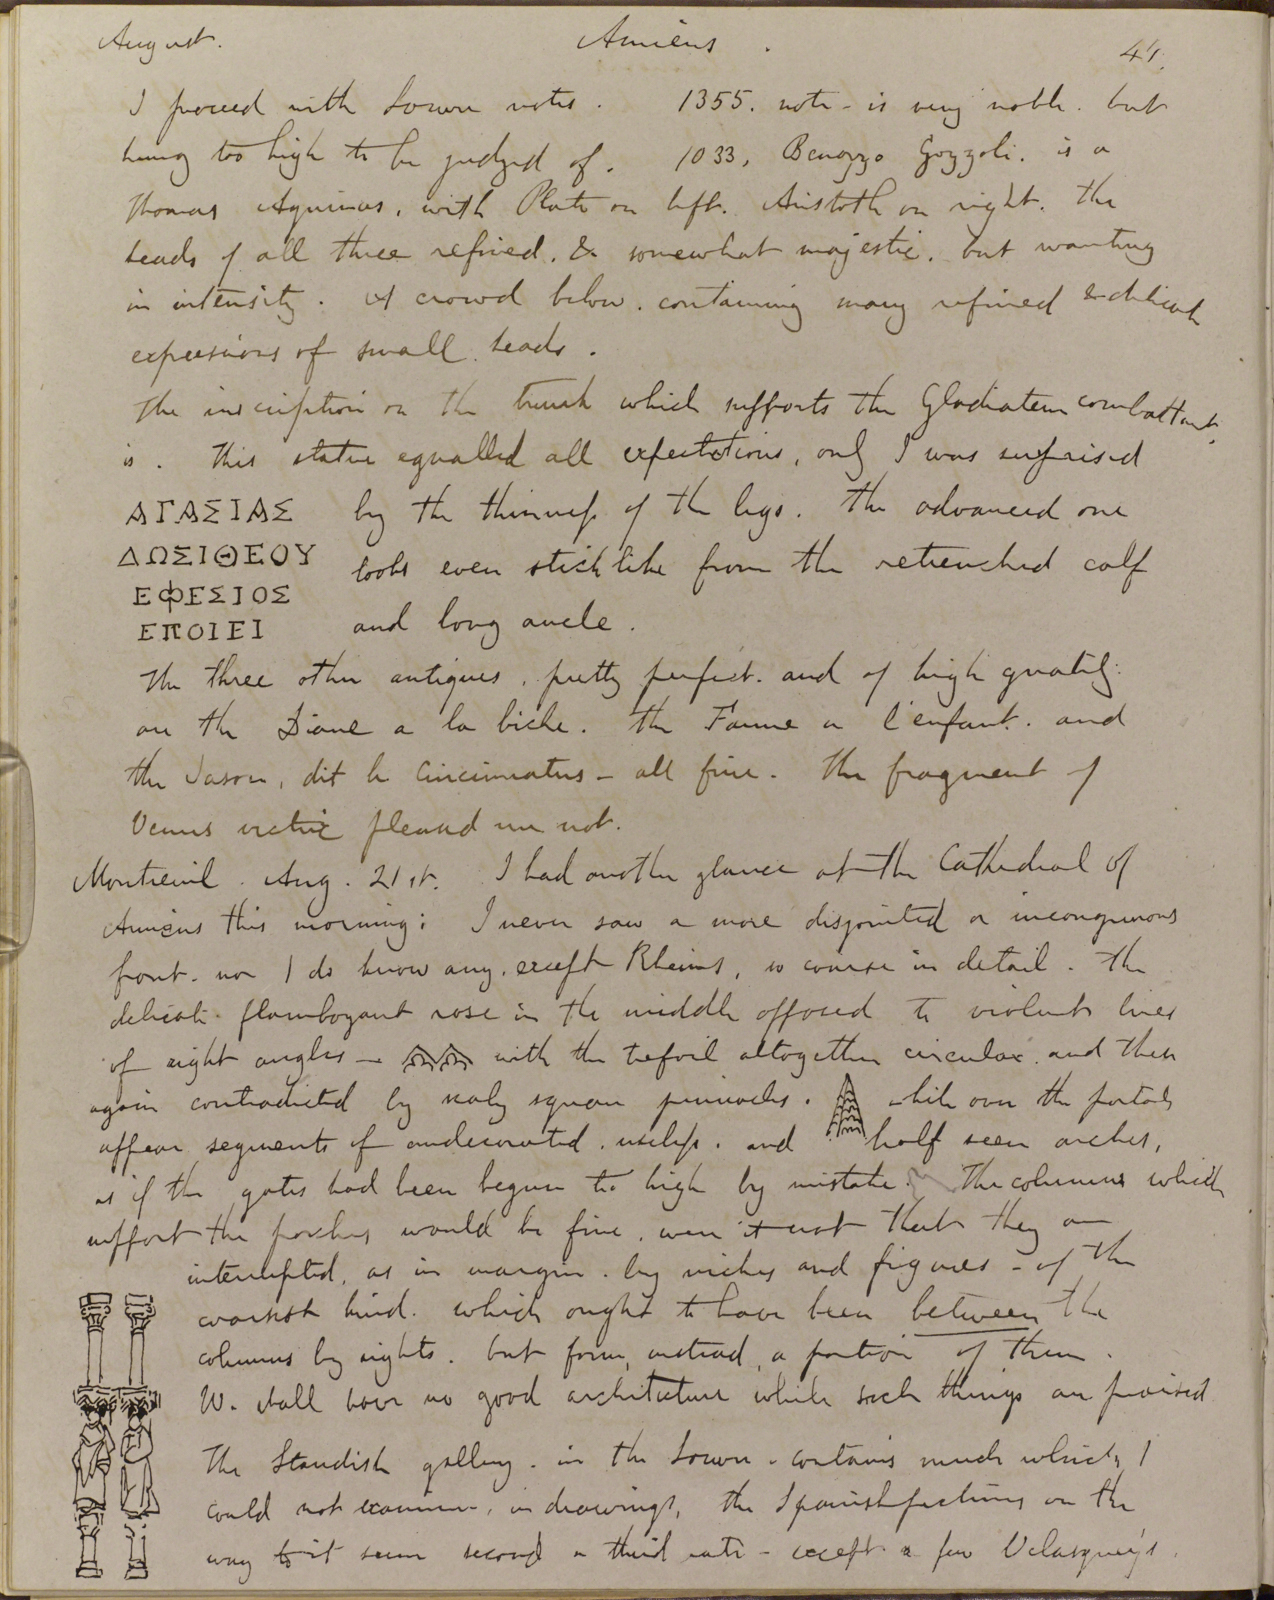 August.
Amiens.
41.
I proceed with Louvre notes. 1355. note - is very noble. but
hung too high to be judged of. 1033, Benozzo Gozzoli. is a
Thomas Aquinas, with Plato on left. Aristotle on right. The
heads of all three refined, & somewhat majestic, but wanting
in intensity. A crowd below. containing many refined & delicate
expressions of small heads.
The inscription on the trunk which supports the Gladiateur combattant,
is. This statue equalled all expectations, only I was surprised
ΑΓΑΣΙΑΣ by the thinness of the legs. The advanced one
ΔΩΣΙΘΕΟΥ looks even sticklike from the retrenched calf
ΕΦΕΣΙΟΣ
ΕΠΟΙΕΙ and long ancle.
The three other antiques, pretty perfect. and of high quality.
are the Diane a la biche. the Faune a l'enfant. and
the Jason, dit le Cincinnatus - all fine. The fragment of
Venus victrix pleased me not.
Montreuil. Aug. 21st. I had another glance at the Cathedral of
Amiens this morning: I never saw a more disjointed or incongruous
front. nor I do know any, except Rheims, so coarse in detail. The
delicate flamboyant rose in the middle opposed to violent lines
of right angles - with the trefoil altogether circular. and these
again contradicted by scaly square pinnacles. while over the portals
appear segments of undecorated, useless, and half seen arches,
as if the gates had been begun too high by mistake. The columns which
support the porches would be fine, were it not that they are
interrupted, as in margin. by niches and figures - of the
coarsest kind. which ought to have been between the
columns by rights. but form, instead, a portion of them.
We shall have no good architecture while such things are praised
The Standish gallery. in the Louvre. contains much which I
could not examine, in drawings, the Spanish pictures on the
way to it seem second or third rate - except a few Velasquez's.